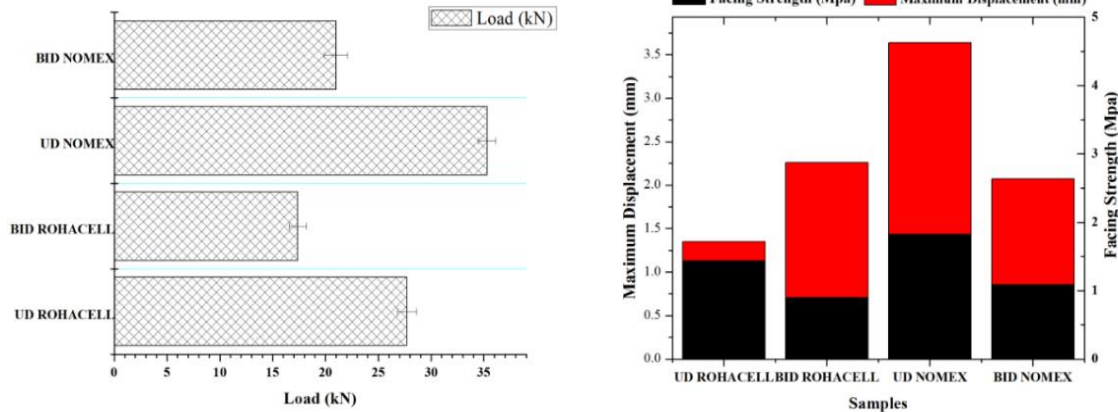 Load (kN)
BID NOMEX
UD NOMEX
BID ROHACELL
UD ROHACELL
0 5 10 15 20 25 30 35
Load (kN)
Facing Strength (Mpa) Maximum Displacement (mm)
Maximum Displacement (mm)
3.5
3.0
2.5
2.0
1.5
1.0
0.5
0.0
5
4
3
2
1
0
Facing Strength (Mpa)
UD ROHACELL BID ROHACELL UD NOMEX BID NOMEX
Samples